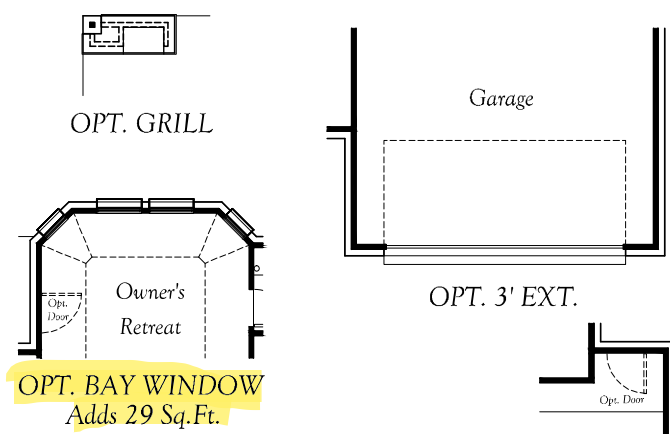 OPT. GRILL
Garage
OPT. 3' EXT.
Owner's
Retreat
Opt.
Door
OPT. BAY WINDOW
Adds 29 Sq.Ft.
Opt. Door